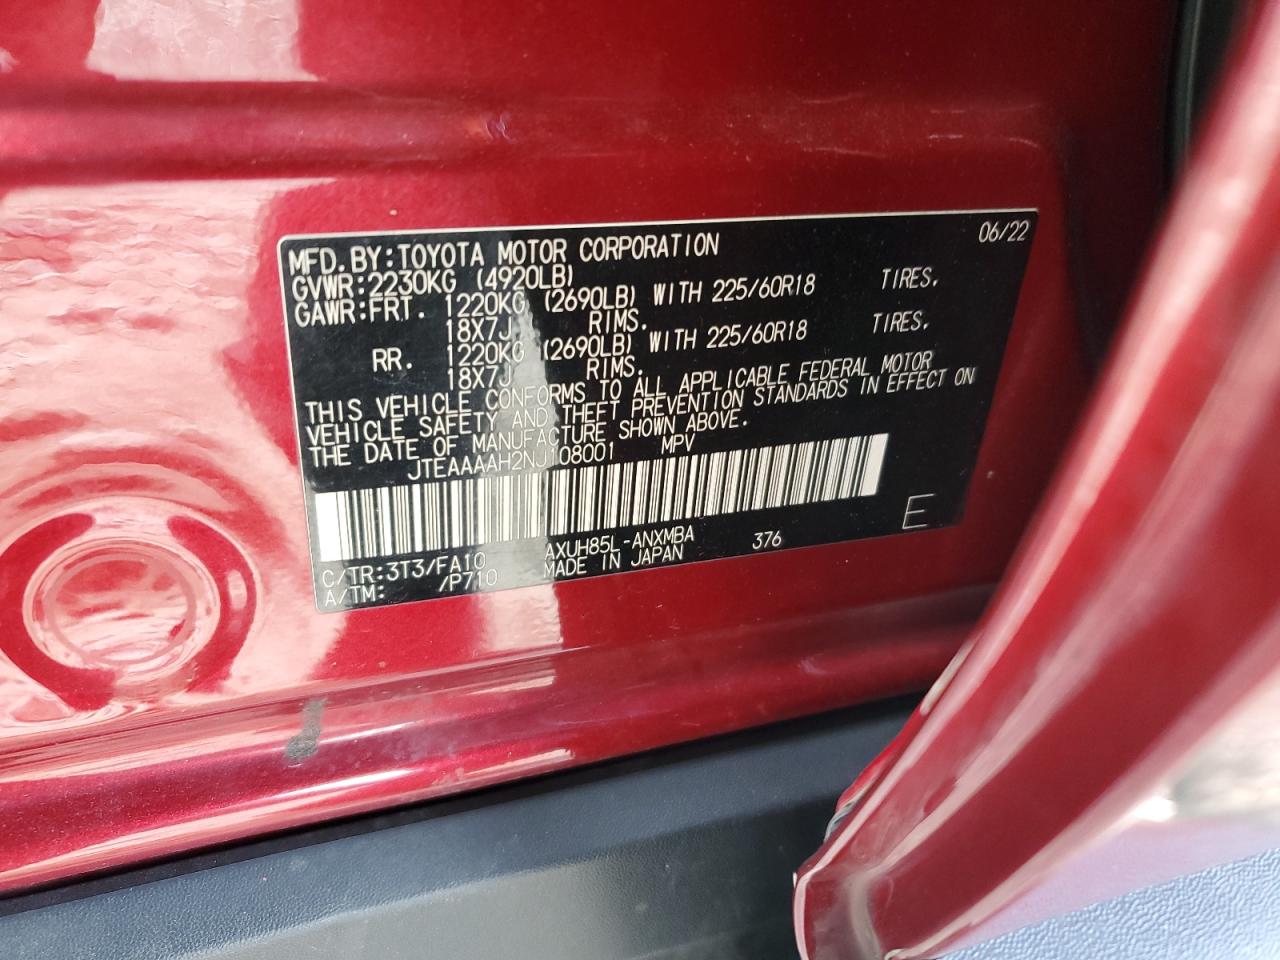 06/22
MFD.BY:TOYOTA MOTOR CORPORATION
GVWR:2230KG (4920LB)
GAWR:FRT. 1220KG (2690LB) WITH 225/60R18 TIRES.
18X7J RIMS.
RR. 1220KG (2690LB) WITH 225/60R18 TIRES.
18X7J RIMS.
THIS VEHICLE CONFORMS TO ALL APPLICABLE FEDERAL MOTOR
VEHICLE SAFETY AND THEFT PREVENTION STANDARDS IN EFFECT ON
THE DATE OF MANUFACTURE SHOWN ABOVE.
JTEAAAAH2NJ108001 MPV
E
C/TR:3T3/FA10 AXUH85L-ANXMBA 376
A/TM: /P710 MADE IN JAPAN